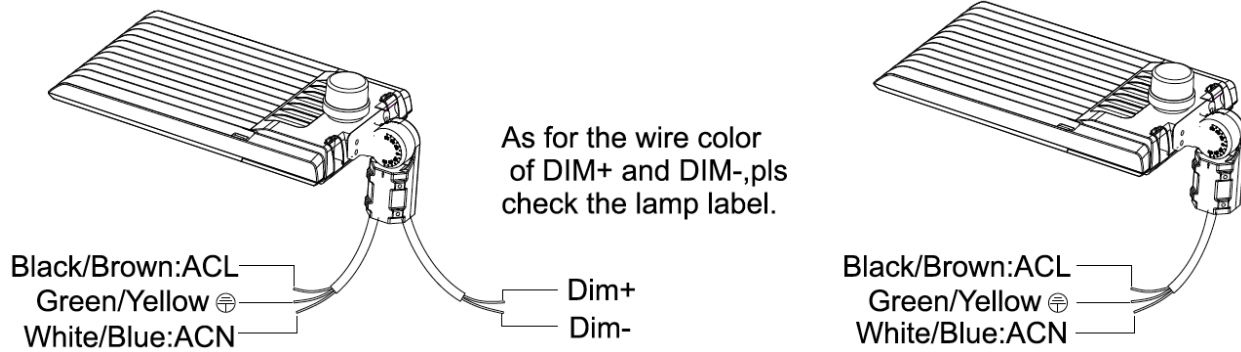 As for the wire color
of DIM+ and DIM-,pls
check the lamp label.
Black/Brown:ACL
Green/Yellow ⏚
White/Blue:ACN
Dim+
Dim-
Black/Brown:ACL
Green/Yellow ⏚
White/Blue:ACN